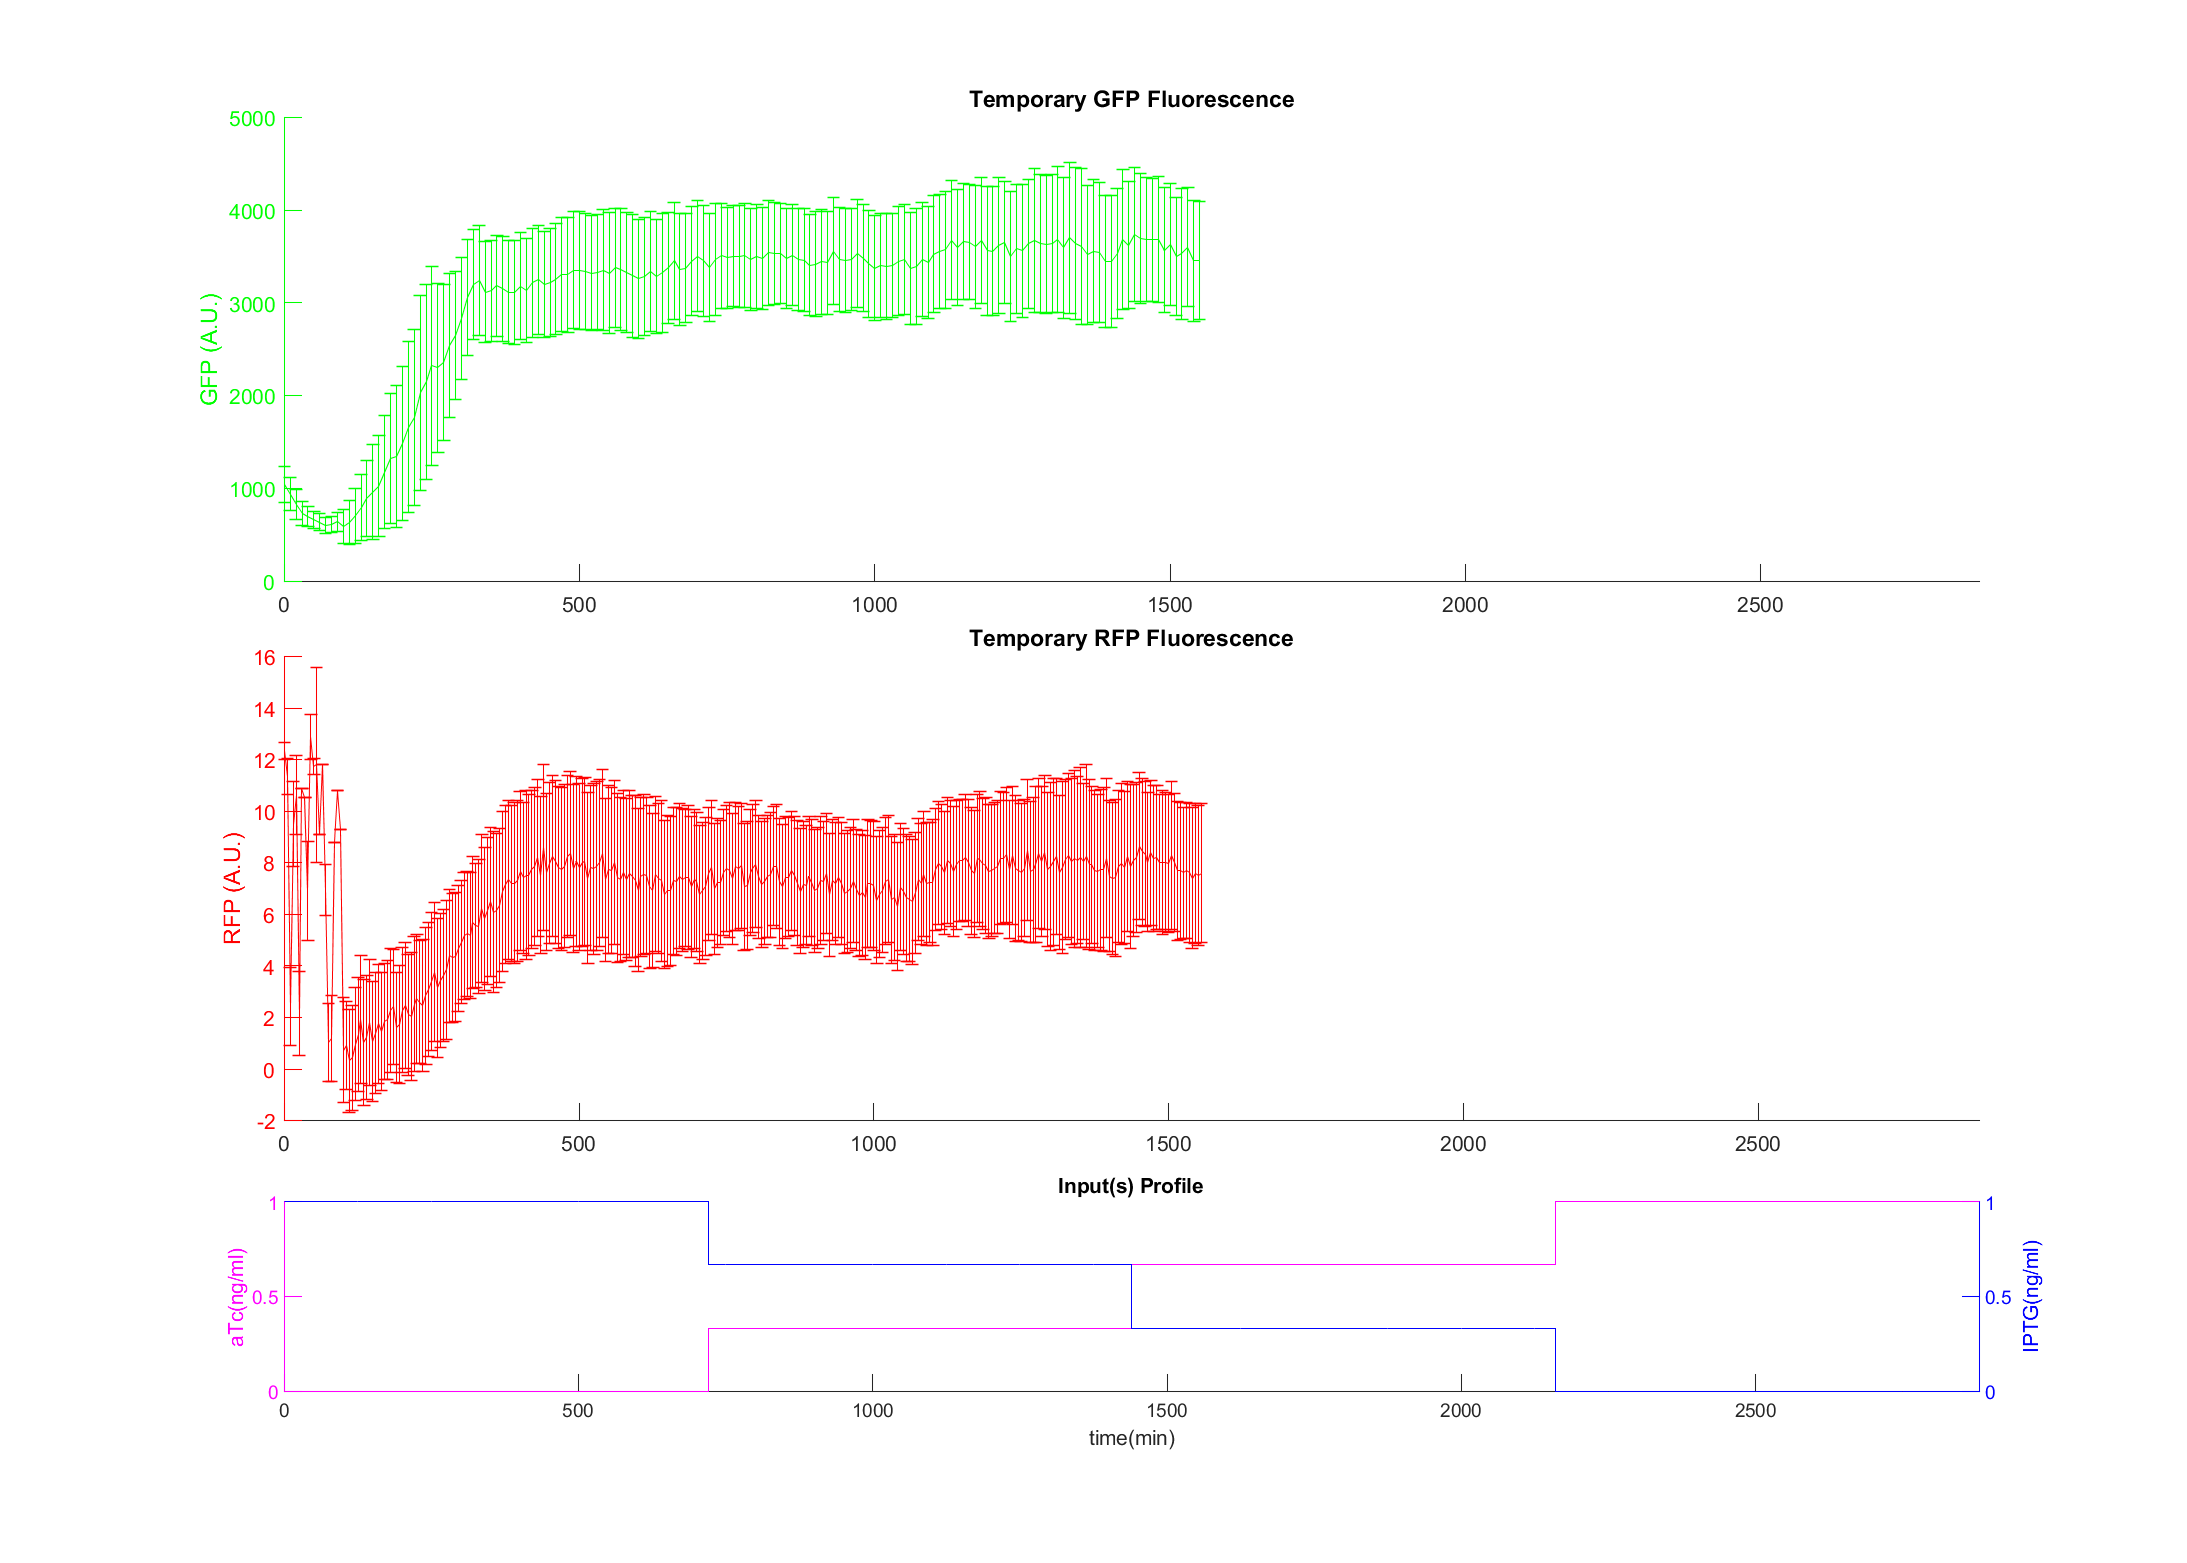 Temporary GFP Fluorescence
5000
4000
3000
2000
1000
0
GFP (A.U.)
0 500 1000 1500 2000 2500
Temporary RFP Fluorescence
16
14
12
10
8
6
4
2
0
-2
RFP (A.U.)
0 500 1000 1500 2000 2500
Input(s) Profile
1
0.5
0
aTc(ng/ml)
1
0.5
0
IPTG(ng/ml)
0 500 1000 1500 2000 2500
time(min)